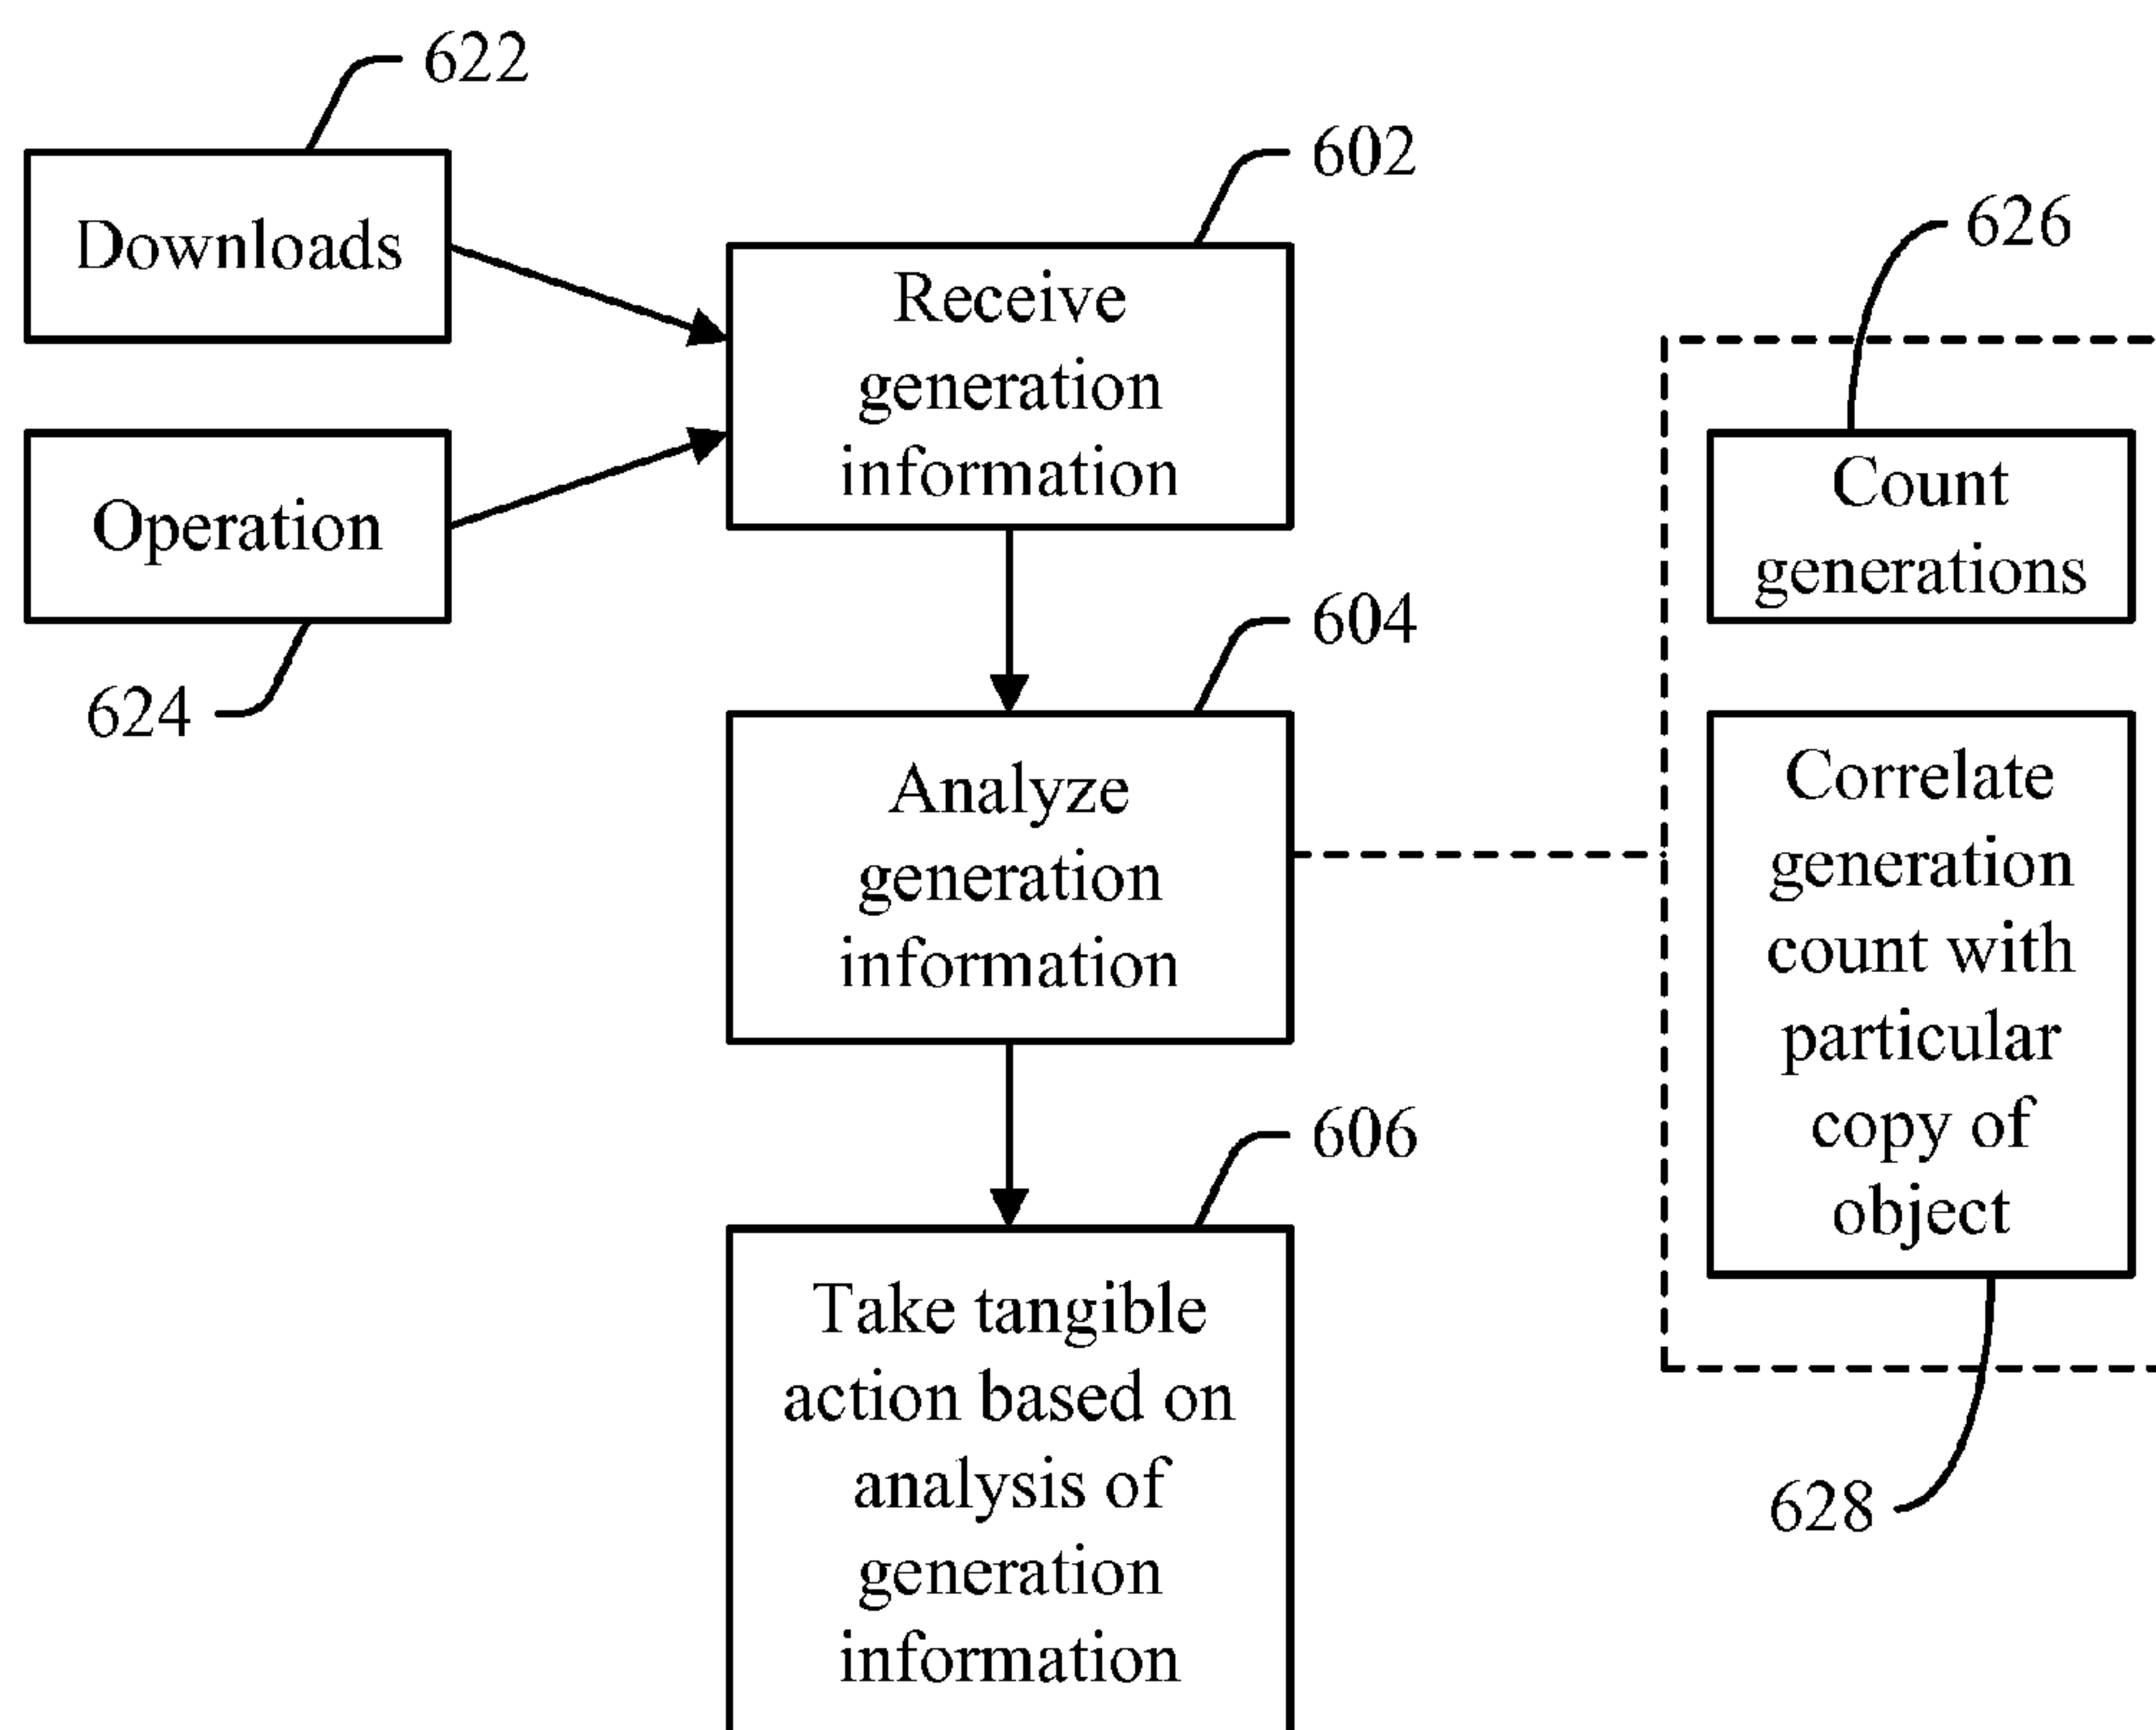 622
Downloads
Operation
624
602
Receive
generation
information
604
Analyze
generation
information
606
Take tangible
action based on
analysis of
generation
information
626
Count
generations
Correlate
generation
count with
particular
copy of
object
628